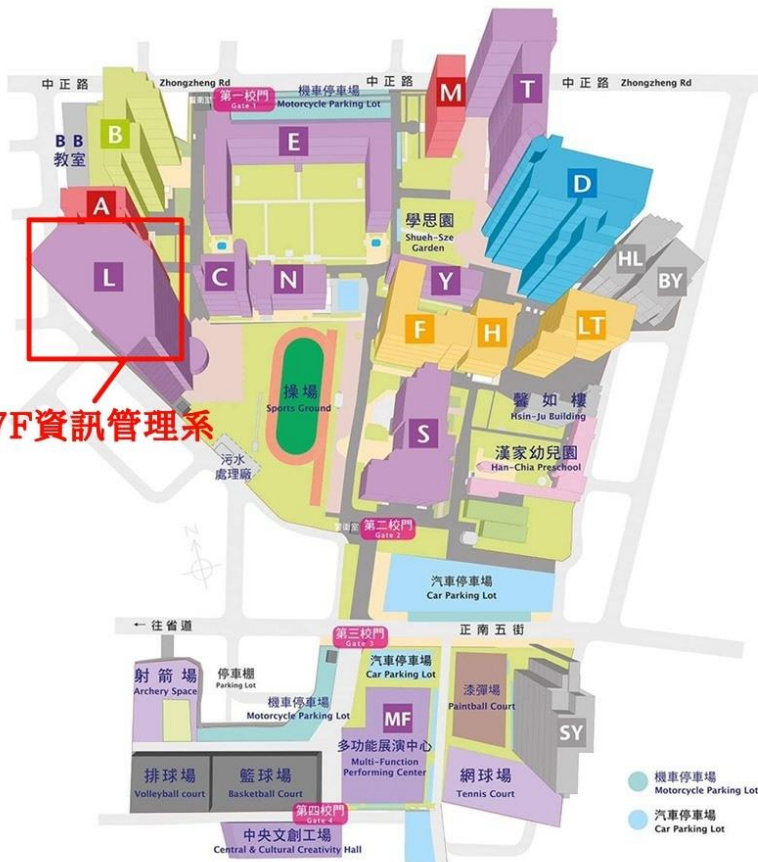 中正路 Zhongzheng Rd
第一校門
Gate 1
機車停車場
Motorcycle Parking Lot
中正路
中正路 Zhongzheng Rd
M
T
B
B B
教室
E
D
A
學思園
Shueh-Sze
Garden
L
C
N
Y
HL
BY
F
H
LT
操場
Sports Ground
馨如樓
Hsin-Ju Building
7F資訊管理系
S
漢家幼兒園
Han-Chia Preschool
污水
處理廠
警衛室
第二校門
Gate 2
N
汽車停車場
Car Parking Lot
←往省道
正南五街
第三校門
Gate 3
射箭場
Archery Space
停車棚
Parking Lot
汽車停車場
Car Parking Lot
機車停車場
Motorcycle Parking Lot
漆彈場
Paintball Court
MF
SY
多功能展演中心
Multi-Function
Performing Center
排球場
Volleyball court
籃球場
Basketball Court
網球場
Tennis Court
機車停車場
Motorcycle Parking Lot
第四校門
Gate 4
汽車停車場
Car Parking Lot
中央文創工場
Central & Cultural Creativity Hall